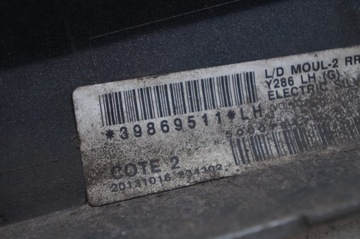 L/D MOUL-2 RR
Y286 LH (G)
ELECTRIC
*39869511*LH
COTE 2
20131016